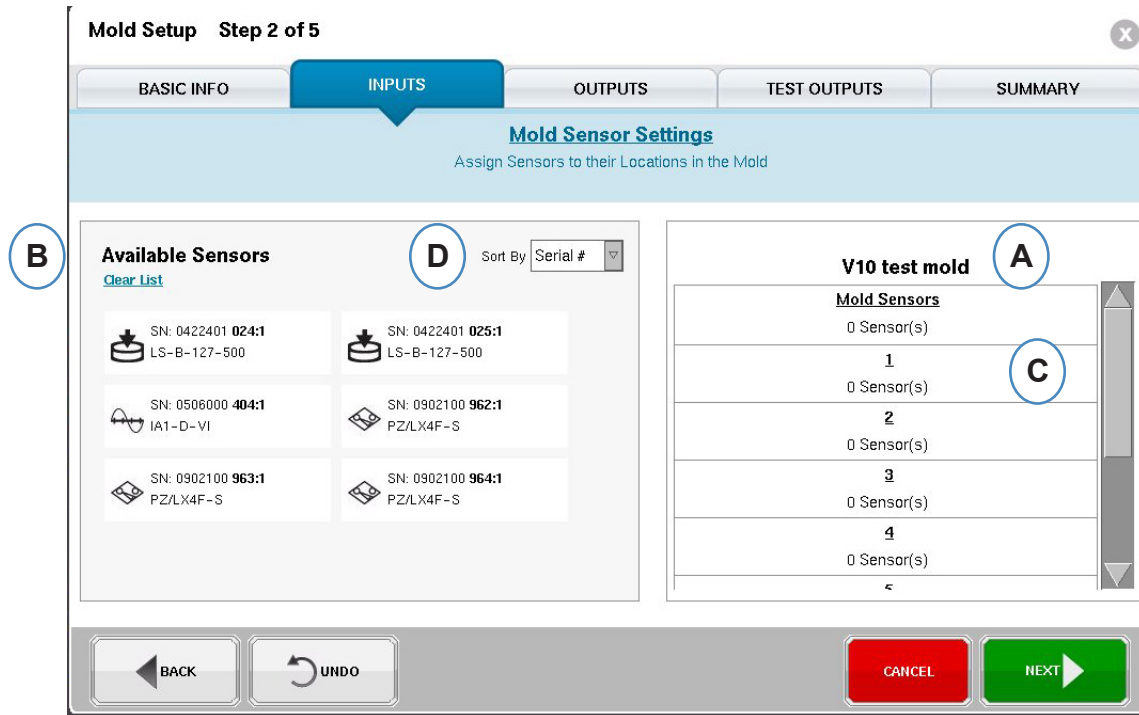 Mold Setup Step 2 of 5
X
BASIC INFO
INPUTS
OUTPUTS
TEST OUTPUTS
SUMMARY
Mold Sensor Settings
Assign Sensors to their Locations in the Mold
B
Available Sensors
Clear List
D
Sort By Serial #
SN: 0422401 024:1
LS-B-127-500
SN: 0422401 025:1
LS-B-127-500
SN: 0506000 404:1
IA1-D-VI
SN: 0902100 962:1
PZ/LX4F-S
SN: 0902100 963:1
PZ/LX4F-S
SN: 0902100 964:1
PZ/LX4F-S
V10 test mold
A
Mold Sensors
0 Sensor(s)
1
0 Sensor(s)
C
2
0 Sensor(s)
3
0 Sensor(s)
4
0 Sensor(s)
BACK
UNDO
CANCEL
NEXT